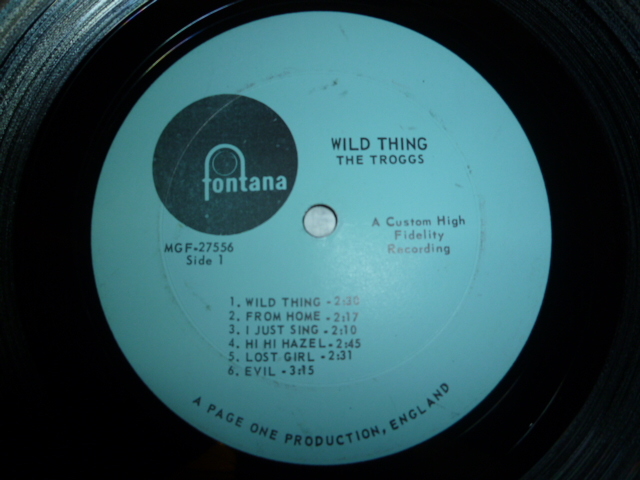 WILD THING
THE TROGGS
fontana
A Custom High
Fidelity
Recording
MGF-27556
Side 1
1. WILD THING - 2:30
2. FROM HOME - 2:17
3. I JUST SING - 2:10
4. HI HI HAZEL - 2:45
5. LOST GIRL - 2:31
6. EVIL - 3:15
A PAGE ONE PRODUCTION, ENGLAND